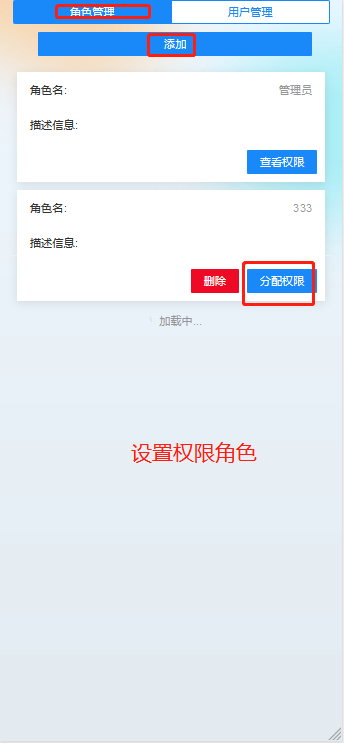 角色管理 用户管理
添加
角色名: 管理员
描述信息:
查看权限
角色名: 333
描述信息:
删除 分配权限
加载中...
设置权限角色